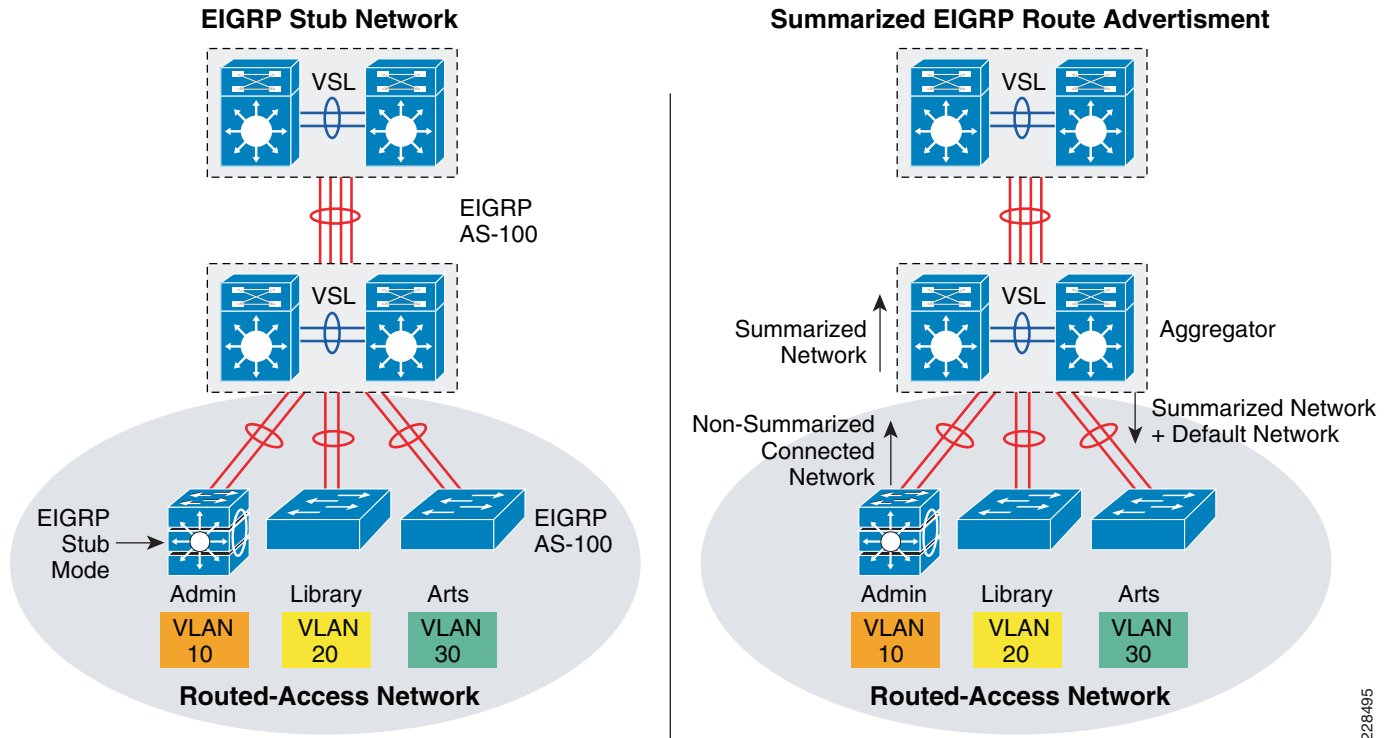 EIGRP Stub Network
VSL
EIGRP
AS-100
VSL
EIGRP
Stub
Mode
EIGRP
AS-100
Admin
Library
Arts
VLAN
10
VLAN
20
VLAN
30
Routed-Access Network
Summarized EIGRP Route Advertisment
VSL
Summarized
Network
VSL
Aggregator
Non-Summarized
Connected
Network
Summarized Network
+ Default Network
Admin
Library
Arts
VLAN
10
VLAN
20
VLAN
30
Routed-Access Network
228495